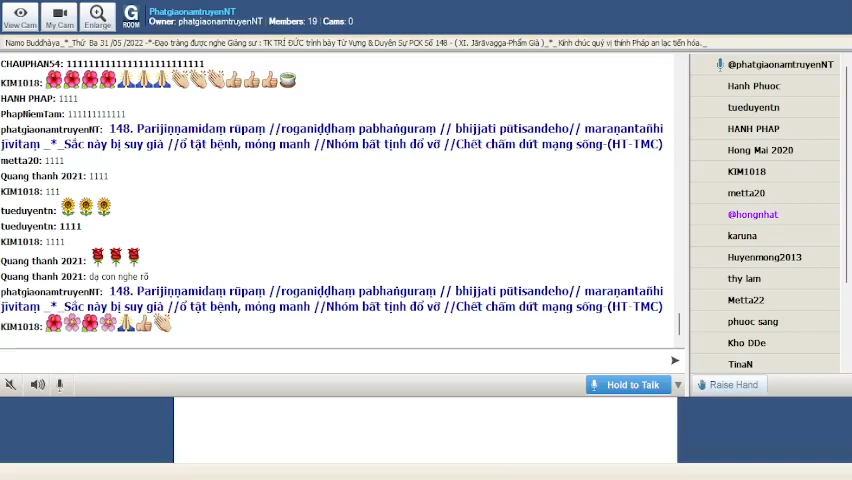 View Cam
My Cam
Enlarge
G
ROOM
PhatgiaonamtruyenNT
Owner: phatgiaonamtruyenNT | Members: 19 | Cams: 0
Namo Buddhàya_*_Thứ Ba 31 /05 /2022 -*-Đạo tràng được nghe Giảng sư : TK TRÍ ĐỨC trình bày Từ Vựng & Duyên Sự PCK Số 148 - ( XI. Jàràvagga-Phẩm Già )_*_ Kính chúc quý vị thính Pháp an lạc tiến hóa._
CHAUPHAN54: 1111111111111111111111111111
KIM1018:
HẠNH PHAP: 1111
PhapNiemTam: 111111111111
phatgiaonamtruyenNT: 148. Parijiṇṇamidaṃ rūpaṃ //roganiḍḍhaṃ pabhaṅguraṃ // bhijjati pūtisandeho// maraṇantañhi
jīvitaṃ _*_Sắc này bị suy già //ổ tật bệnh, mỏng manh //Nhóm bất tịnh đổ vỡ //Chết chấm dứt mạng sống-(HT-TMC)
metta20: 1111
Quang thanh 2021: 1111
KIM1018: 111
tueduyentn:
tueduyentn: 1111
KIM1018: 1111
Quang thanh 2021:
Quang thanh 2021: dạ con nghe rõ
phatgiaonamtruyenNT: 148. Parijiṇṇamidaṃ rūpaṃ //roganiḍḍhaṃ pabhaṅguraṃ // bhijjati pūtisandeho// maraṇantañhi
jīvitaṃ _*_Sắc này bị suy già //ổ tật bệnh, mỏng manh //Nhóm bất tịnh đổ vỡ //Chết chấm dứt mạng sống-(HT-TMC)
KIM1018:
Hold to Talk
@phatgiaonamtruyenNT
Hanh Phuoc
tueduyentn
HẠNH PHAP
Hong Mai 2020
KIM1018
metta20
@hongnhat
karuna
Huyenmong2013
thy lam
Metta22
phuoc sang
Kho DDe
TinaN
Raise Hand